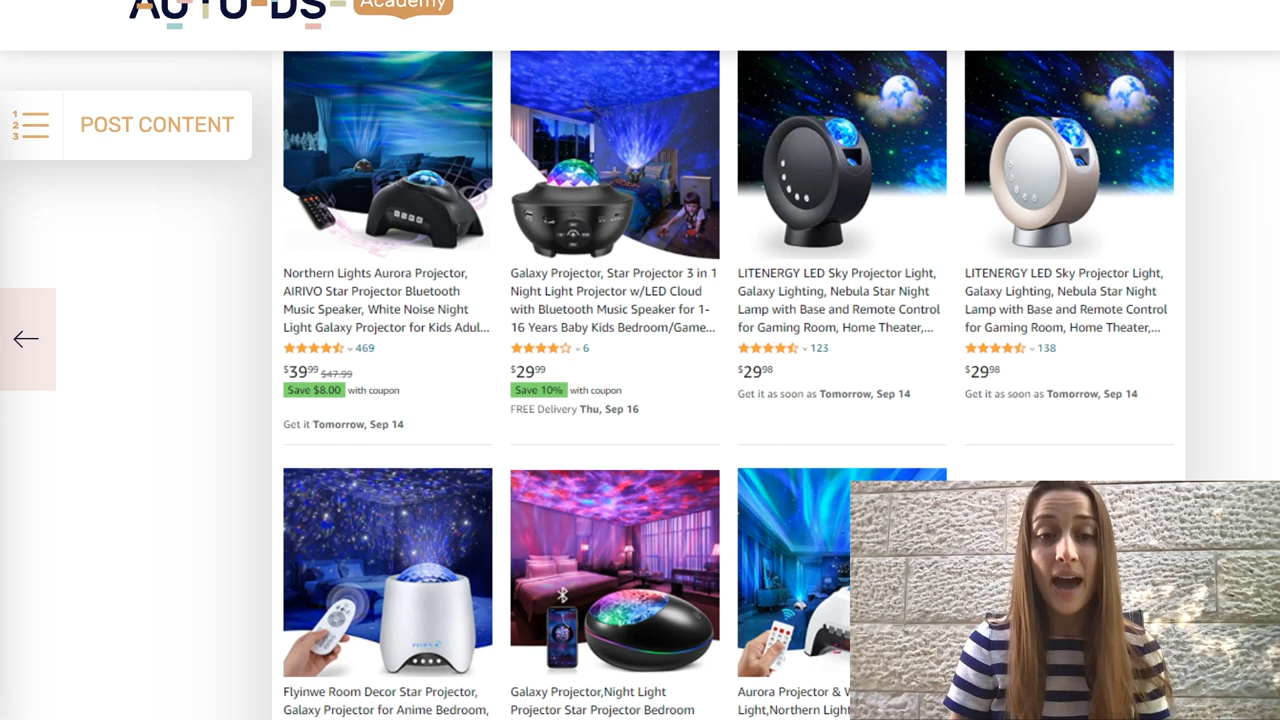 AUTO-DS
Academy
POST CONTENT
Northern Lights Aurora Projector,
AIRIVO Star Projector Bluetooth
Music Speaker, White Noise Night
Light Galaxy Projector for Kids Adul...
469
$39⁹⁹ $47.99
Save $8.00 with coupon
Get it Tomorrow, Sep 14
Galaxy Projector, Star Projector 3 in 1
Night Light Projector w/LED Cloud
with Bluetooth Music Speaker for 1-
16 Years Baby Kids Bedroom/Game...
6
$29⁹⁹
Save 10% with coupon
FREE Delivery Thu, Sep 16
LITENERGY LED Sky Projector Light,
Galaxy Lighting, Nebula Star Night
Lamp with Base and Remote Control
for Gaming Room, Home Theater,...
123
$29⁹⁸
Get it as soon as Tomorrow, Sep 14
LITENERGY LED Sky Projector Light,
Galaxy Lighting, Nebula Star Night
Lamp with Base and Remote Control
for Gaming Room, Home Theater,...
138
$29⁹⁸
Get it as soon as Tomorrow, Sep 14
Flyinwe Room Decor Star Projector,
Galaxy Projector for Anime Bedroom,
Galaxy Projector,Night Light
Projector Star Projector Bedroom
Aurora Projector &
Light,Northern Light